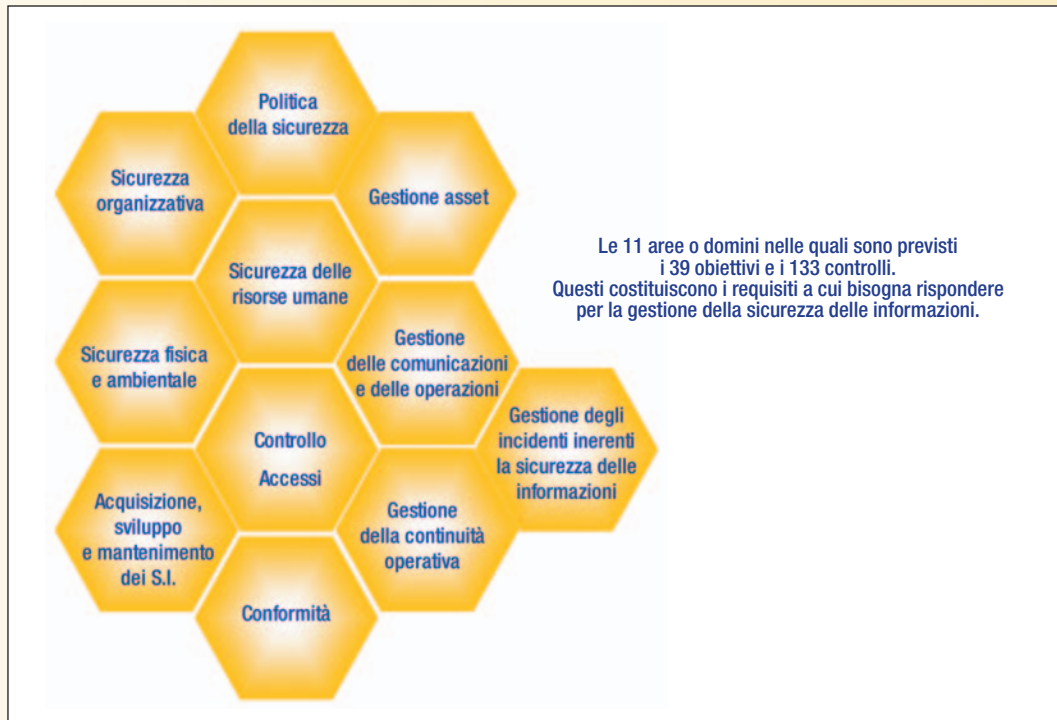 Politica
della sicurezza
Sicurezza
organizzativa
Gestione asset
Sicurezza delle
risorse umane
Le 11 aree o domini nelle quali sono previsti
i 39 obiettivi e i 133 controlli.
Questi costituiscono i requisiti a cui bisogna rispondere
per la gestione della sicurezza delle informazioni.
Sicurezza fisica
e ambientale
Gestione
delle comunicazioni
e delle operazioni
Controllo
Accessi
Gestione degli
incidenti inerenti
la sicurezza delle
informazioni
Acquisizione,
sviluppo
e mantenimento
dei S.I.
Gestione
della continuità
operativa
Conformità